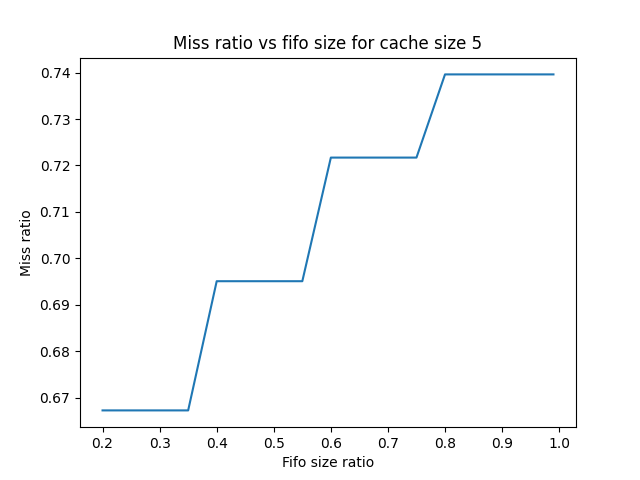 Miss ratio vs fifo size for cache size 5
0.74
0.73
0.72
0.71
0.70
0.69
0.68
0.67
Miss ratio
0.2 0.3 0.4 0.5 0.6 0.7 0.8 0.9 1.0
Fifo size ratio